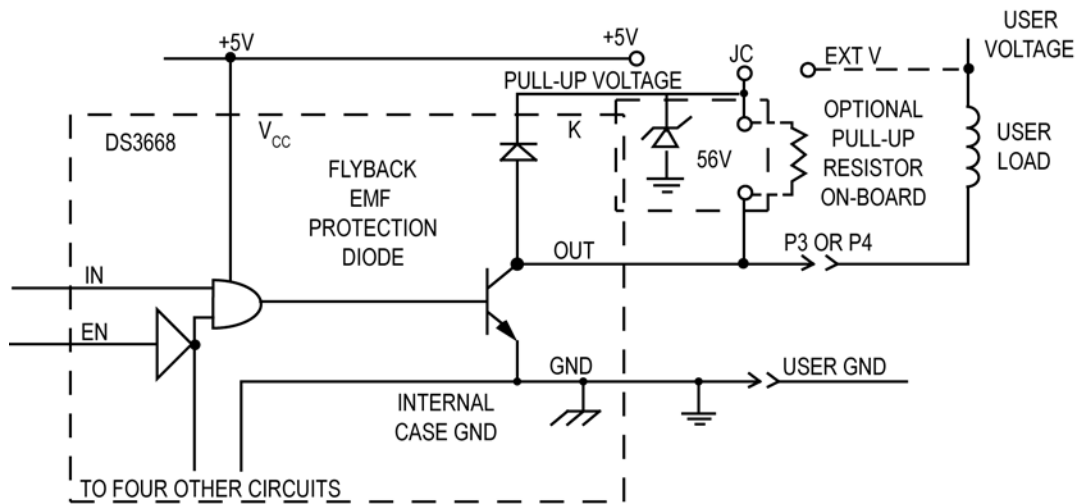 +5V
+5V
JC
EXT V
USER
VOLTAGE
PULL-UP VOLTAGE
DS3668
VCC
K
56V
OPTIONAL
PULL-UP
RESISTOR
ON-BOARD
USER
LOAD
FLYBACK
EMF
PROTECTION
DIODE
OUT
P3 OR P4
IN
EN
GND
USER GND
INTERNAL
CASE GND
TO FOUR OTHER CIRCUITS